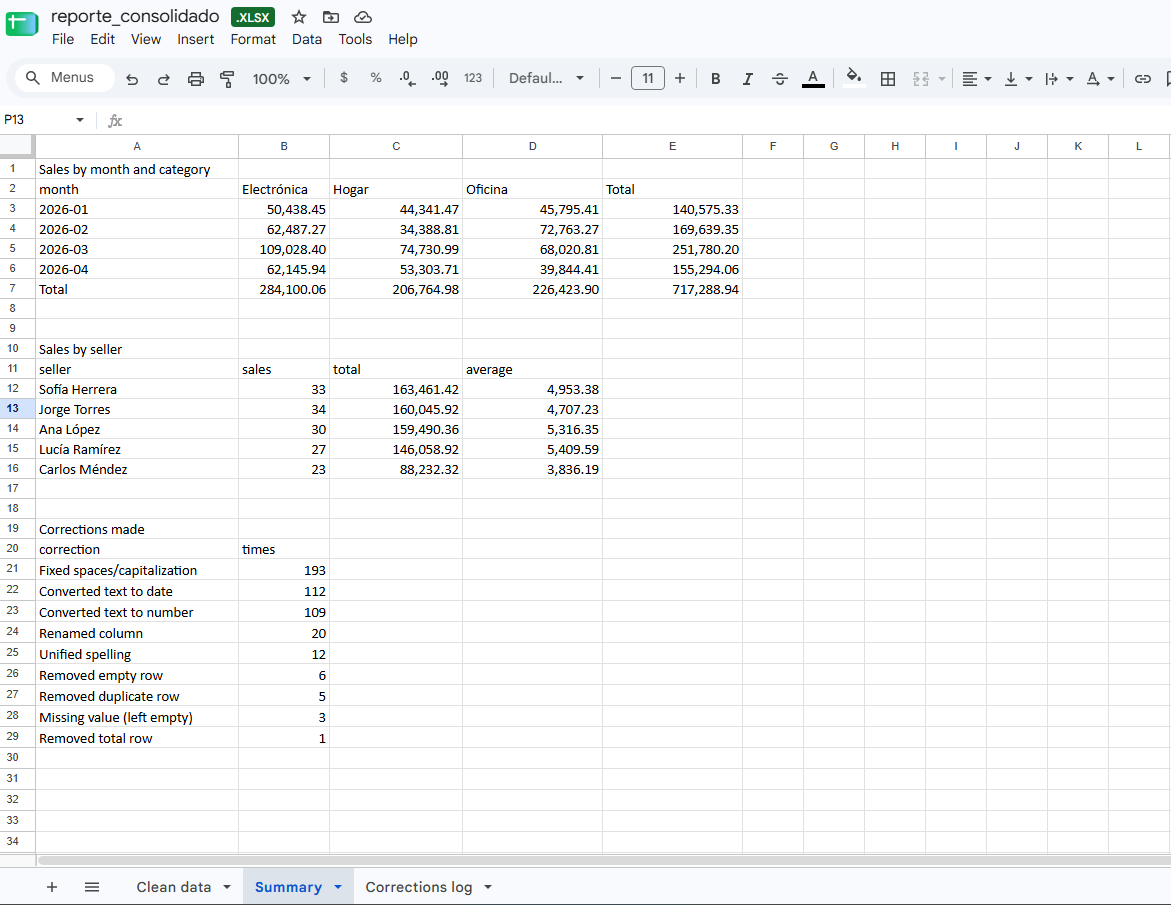 reporte_consolidado .XLSX
File Edit View Insert Format Data Tools Help
Menus 100% $ % .0 .00 123 Defaul... − 11 + B I S A A
P13 fx
A B C D E F G H I J K L
1 Sales by month and category
2 month Electrónica Hogar Oficina Total
3 2026-01 50,438.45 44,341.47 45,795.41 140,575.33
4 2026-02 62,487.27 34,388.81 72,763.27 169,639.35
5 2026-03 109,028.40 74,730.99 68,020.81 251,780.20
6 2026-04 62,145.94 53,303.71 39,844.41 155,294.06
7 Total 284,100.06 206,764.98 226,423.90 717,288.94
8
9
10 Sales by seller
11 seller sales total average
12 Sofía Herrera 33 163,461.42 4,953.38
13 Jorge Torres 34 160,045.92 4,707.23
14 Ana López 30 159,490.36 5,316.35
15 Lucía Ramírez 27 146,058.92 5,409.59
16 Carlos Méndez 23 88,232.32 3,836.19
17
18
19 Corrections made
20 correction times
21 Fixed spaces/capitalization 193
22 Converted text to date 112
23 Converted text to number 109
24 Renamed column 20
25 Unified spelling 12
26 Removed empty row 6
27 Removed duplicate row 5
28 Missing value (left empty) 3
29 Removed total row 1
30
31
32
33
34
+ Clean data Summary Corrections log